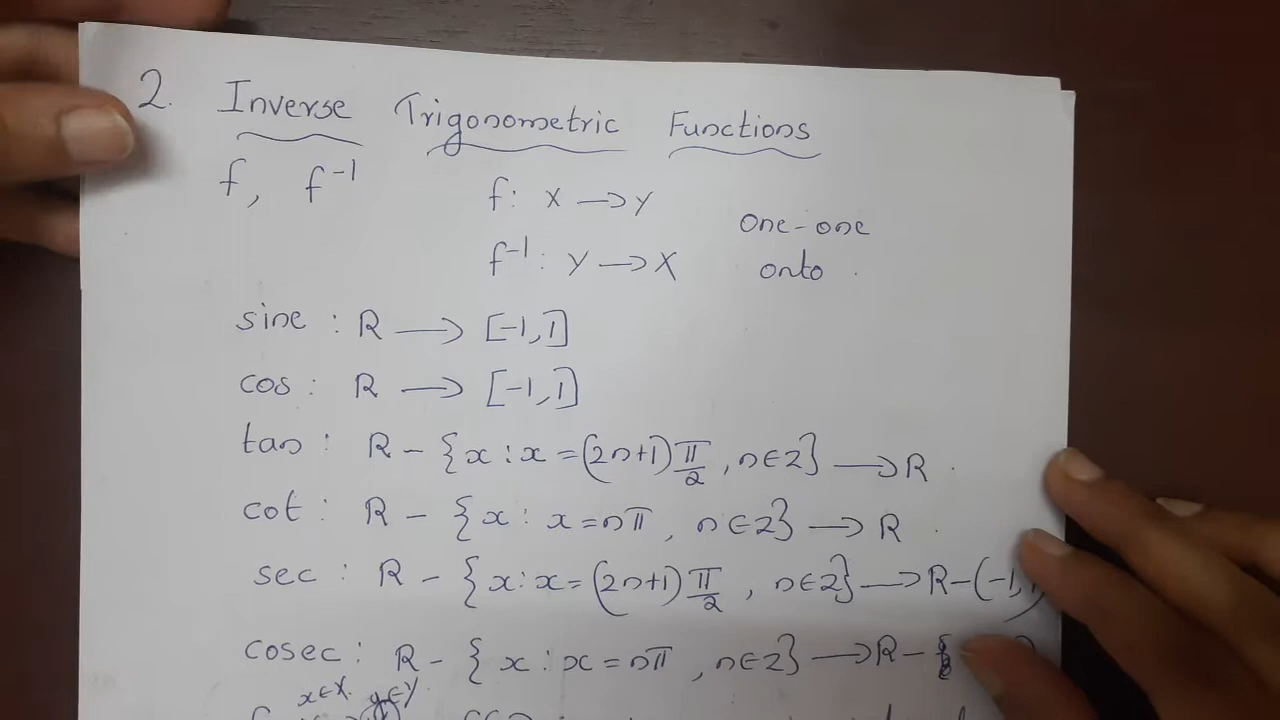 2. Inverse Trigonometric Functions
f, f⁻¹ f: X → Y
one-one
f⁻¹: Y → X onto
sine : R → [-1,1]
cos : R → [-1,1]
tan : R - {x : x = (2n+1) π/2, n ∈ Z} → R
cot : R - {x : x = nπ, n ∈ Z} → R
sec : R - {x : x = (2n+1) π/2, n ∈ Z} → R - (-1,1)
cosec : R - {x : x = nπ, n ∈ Z} → R -
x ∈ X. y ∈ Y